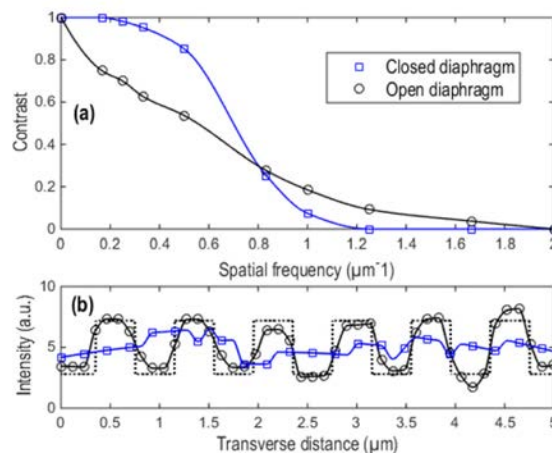 1
0.8
0.6
0.4
0.2
0
Contrast
(a)
Closed diaphragm
Open diaphragm
0 0.2 0.4 0.6 0.8 1 1.2 1.4 1.6 1.8 2
Spatial frequency (µm⁻1)
10
5
0
Intensity (a.u.)
(b)
0 0.5 1 1.5 2 2.5 3 3.5 4 4.5 5
Transverse distance (µm)